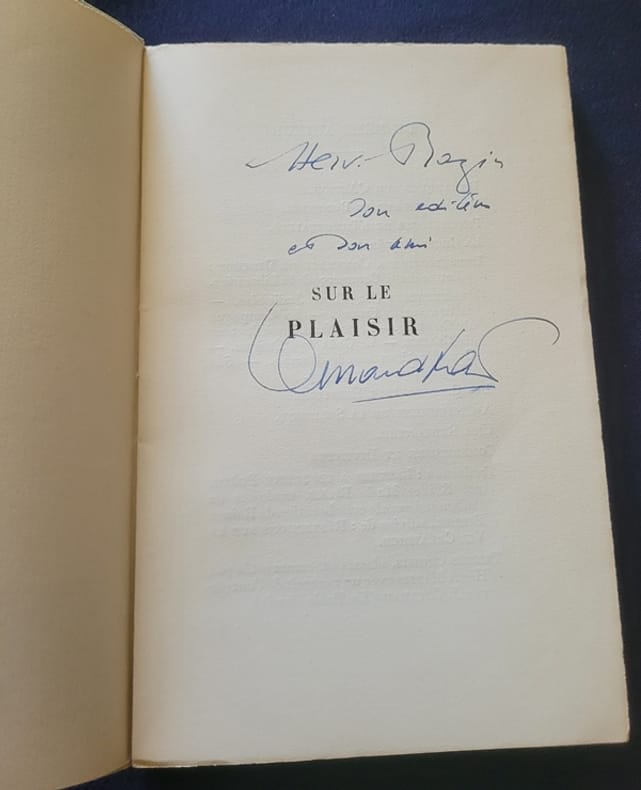 Hervé Bazin
son éditeur
et son ami
SUR LE
PLAISIR